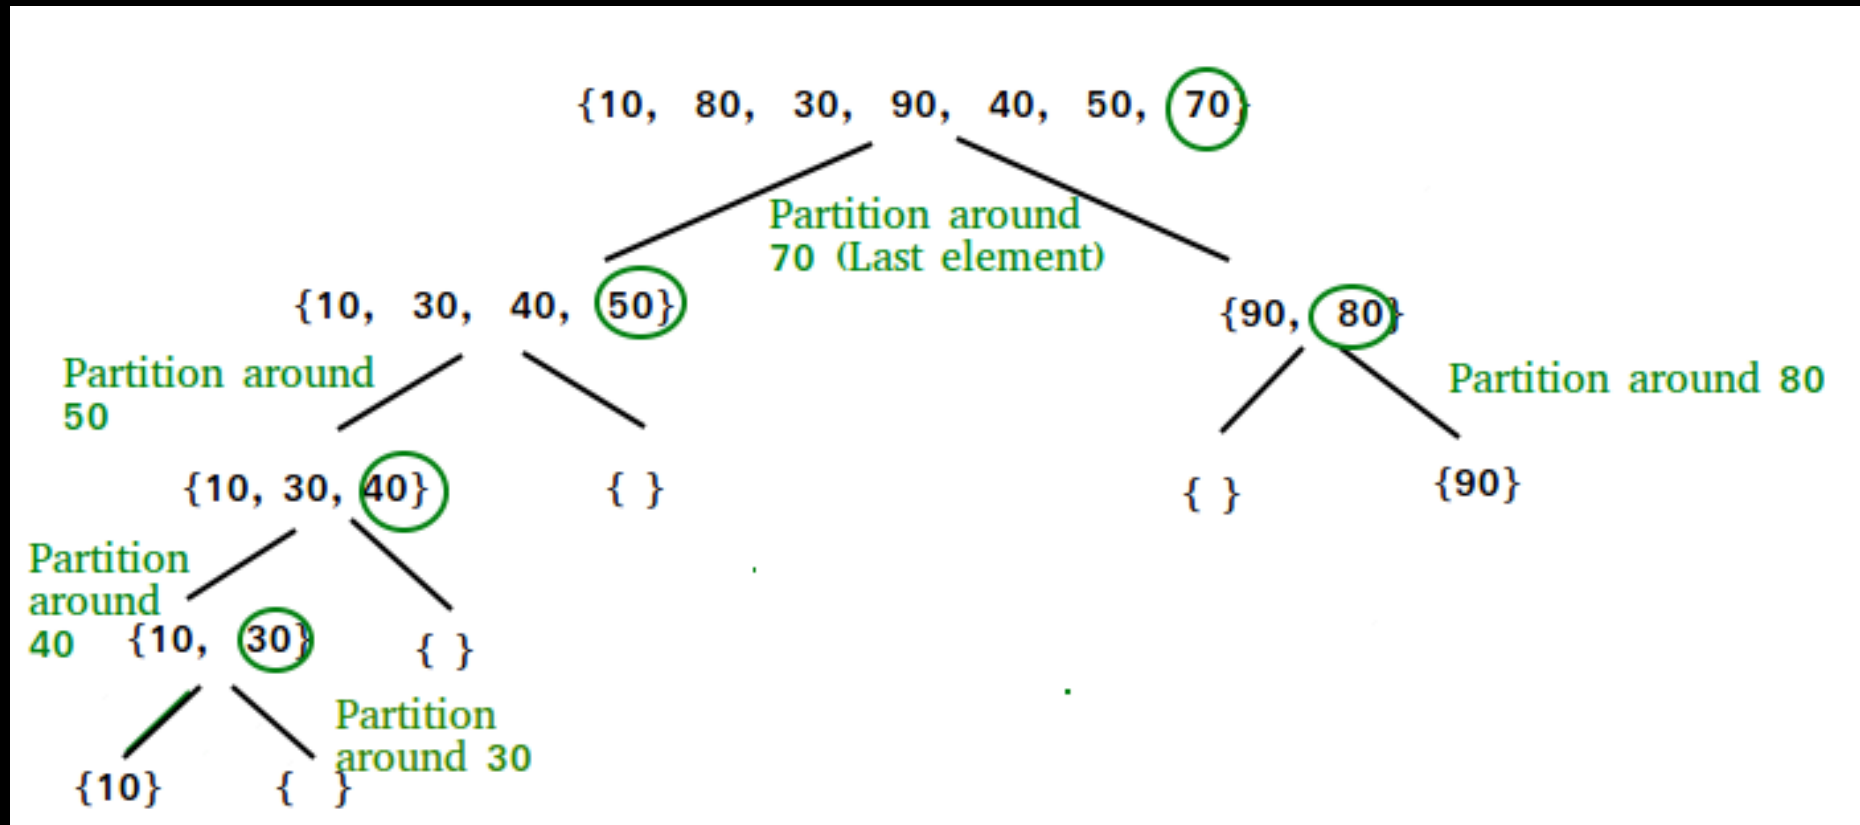 {10, 80, 30, 90, 40, 50, 70}
Partition around
70 (Last element)
{10, 30, 40, 50}
{90, 80}
Partition around
50
Partition around 80
{10, 30, 40}
{ }
{ }
{90}
Partition
around
40
{10, 30}
{ }
Partition
around 30
{10}
{ }